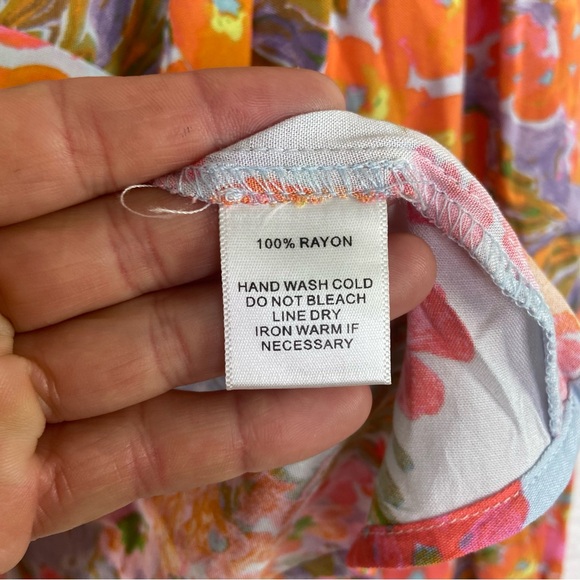 100% RAYON
HAND WASH COLD
DO NOT BLEACH
LINE DRY
IRON WARM IF
NECESSARY